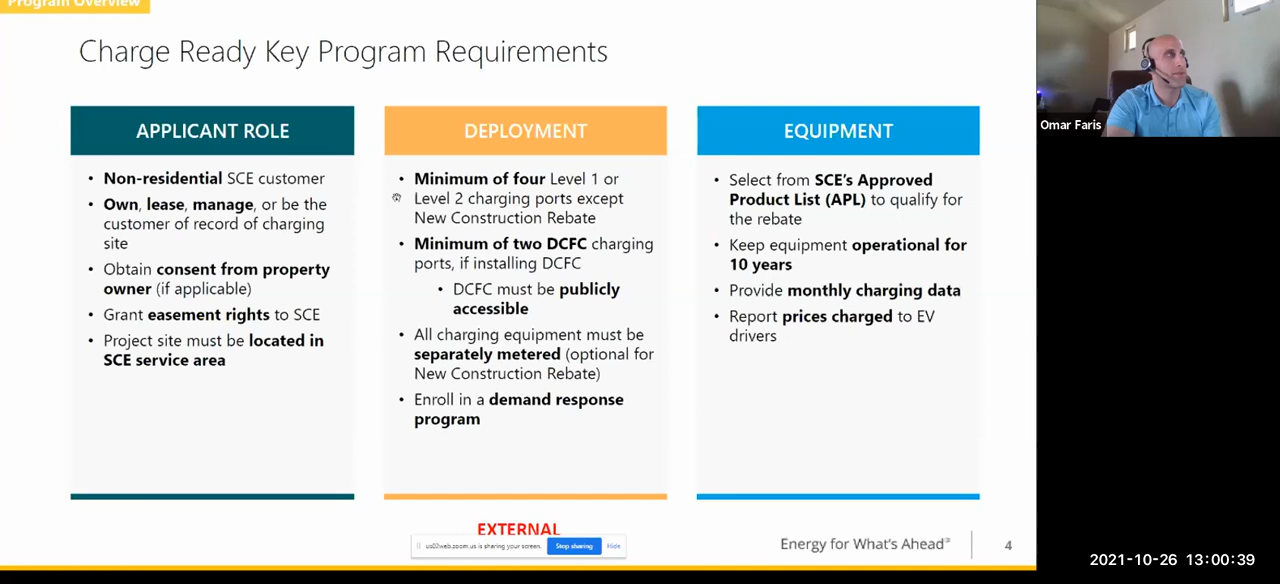 Program Overview
Charge Ready Key Program Requirements
APPLICANT ROLE
• Non-residential SCE customer
• Own, lease, manage, or be the
customer of record of charging
site
• Obtain consent from property
owner (if applicable)
• Grant easement rights to SCE
• Project site must be located in
SCE service area
DEPLOYMENT
• Minimum of four Level 1 or
Level 2 charging ports except
New Construction Rebate
• Minimum of two DCFC charging
ports, if installing DCFC
• DCFC must be publicly
accessible
• All charging equipment must be
separately metered (optional for
New Construction Rebate)
• Enroll in a demand response
program
EQUIPMENT
• Select from SCE's Approved
Product List (APL) to qualify for
the rebate
• Keep equipment operational for
10 years
• Provide monthly charging data
• Report prices charged to EV
drivers
EXTERNAL
us02web.zoom.us is sharing your screen.
Stop sharing
Hide
Energy for What's Ahead®
4
Omar Faris
2021-10-26 13:00:39